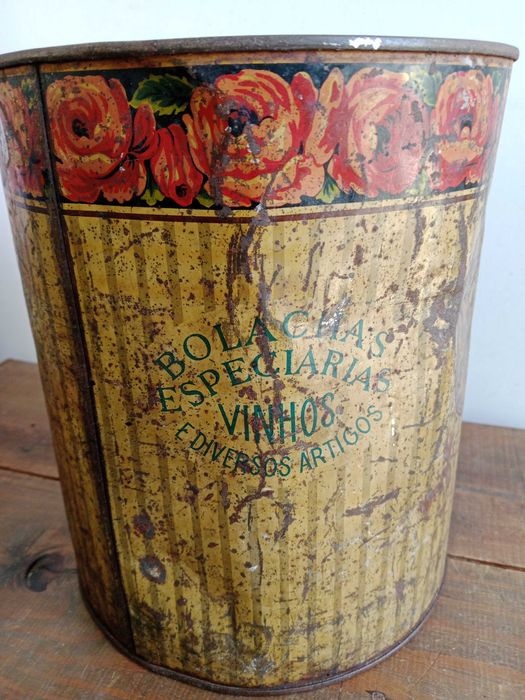 BOLACHAS
ESPECIARIAS
VINHOS
E DIVERSOS ARTIGOS